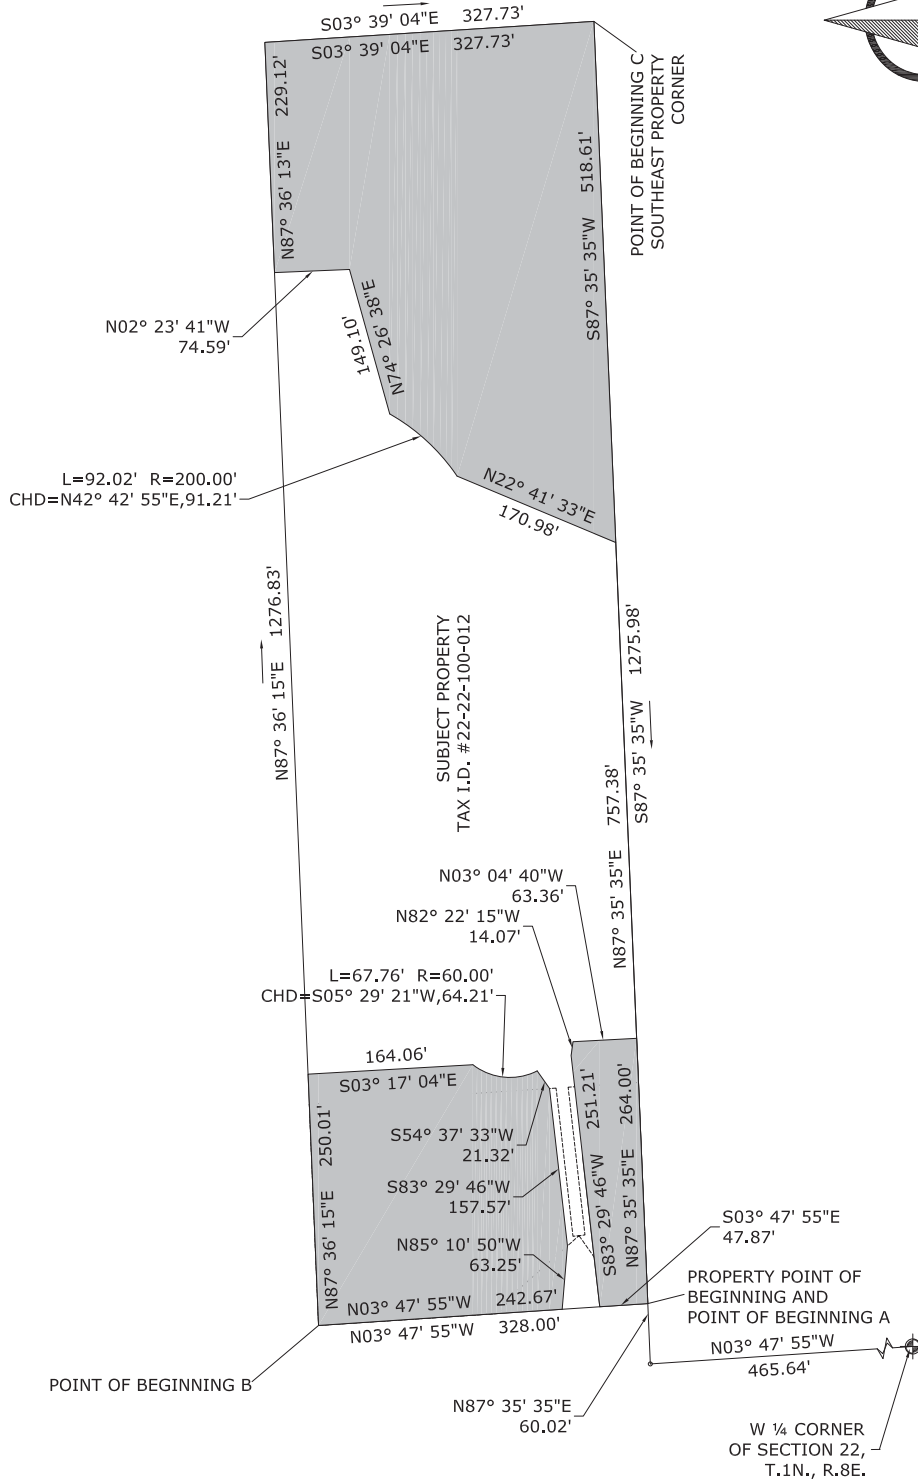 S03° 39' 04"E 327.73'
S03° 39' 04"E 327.73'
N87° 36' 13"E 229.12'
POINT OF BEGINNING C
SOUTHEAST PROPERTY
CORNER
S87° 35' 35"W 518.61'
N02° 23' 41"W
74.59'
149.10'
N74° 26' 38"E
L=92.02' R=200.00'
CHD=N42° 42' 55"E,91.21'
N22° 41' 33"E
170.98'
N87° 36' 15"E 1276.83'
SUBJECT PROPERTY
TAX I.D. #22-22-100-012
S87° 35' 35"W 1275.98'
N87° 35' 35"E 757.38'
N03° 04' 40"W
63.36'
N82° 22' 15"W
14.07'
L=67.76' R=60.00'
CHD=S05° 29' 21"W,64.21'
164.06'
S03° 17' 04"E
N87° 36' 15"E 250.01'
S54° 37' 33"W
21.32'
S83° 29' 46"W
157.57'
N85° 10' 50"W
63.25'
S83° 29' 46"W 251.21'
N87° 35' 35"E 264.00'
S03° 47' 55"E
47.87'
PROPERTY POINT OF
BEGINNING AND
POINT OF BEGINNING A
N03° 47' 55"W 242.67'
N03° 47' 55"W 328.00'
POINT OF BEGINNING B
N87° 35' 35"E
60.02'
N03° 47' 55"W
465.64'
W ¼ CORNER
OF SECTION 22,
T.1N., R.8E.